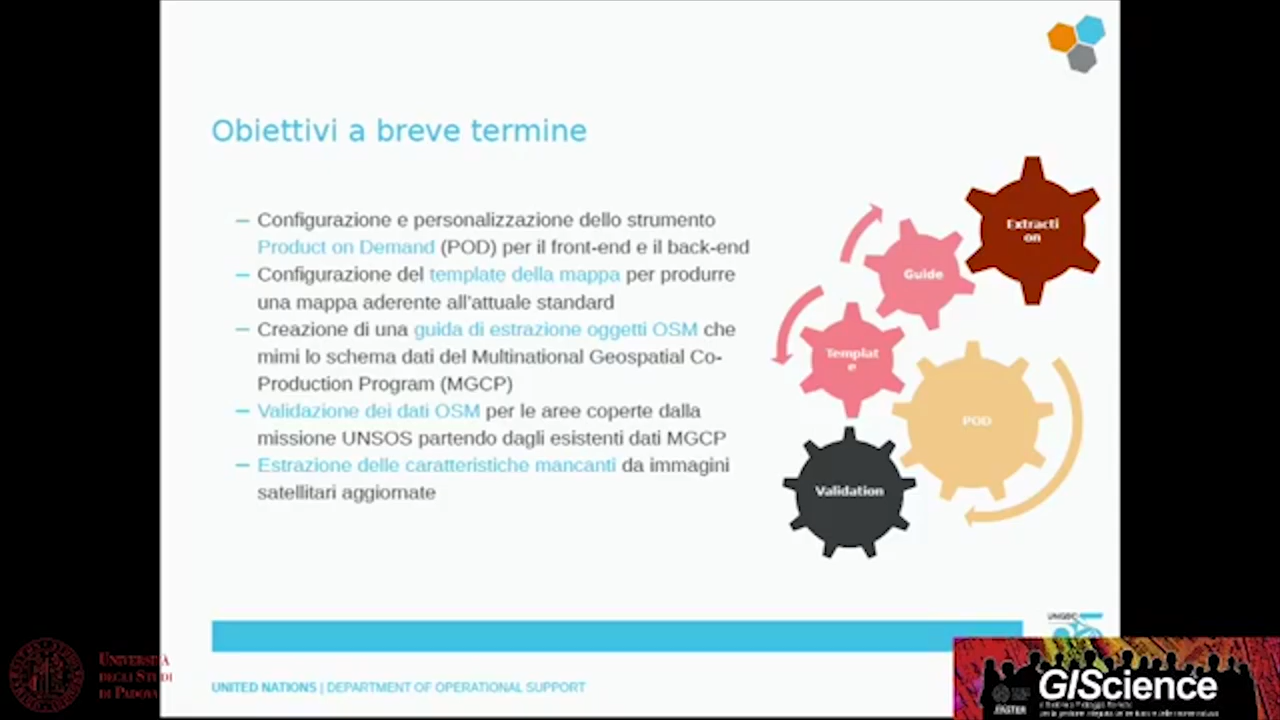 Obiettivi a breve termine
– Configurazione e personalizzazione dello strumento
Product on Demand (POD) per il front-end e il back-end
– Configurazione del template della mappa per produrre
una mappa aderente all'attuale standard
– Creazione di una guida di estrazione oggetti OSM che
mimi lo schema dati del Multinational Geospatial Co-
Production Program (MGCP)
– Validazione dei dati OSM per le aree coperte dalla
missione UNSOS partendo dagli esistenti dati MGCP
– Estrazione delle caratteristiche mancanti da immagini
satellitari aggiornate
Extracti
on
Guide
Templat
e
POD
Validation
UNITED NATIONS | DEPARTMENT OF OPERATIONAL SUPPORT
UNIVERSITÀ
DEGLI STUDI
DI PADOVA
GIScience
MASTER